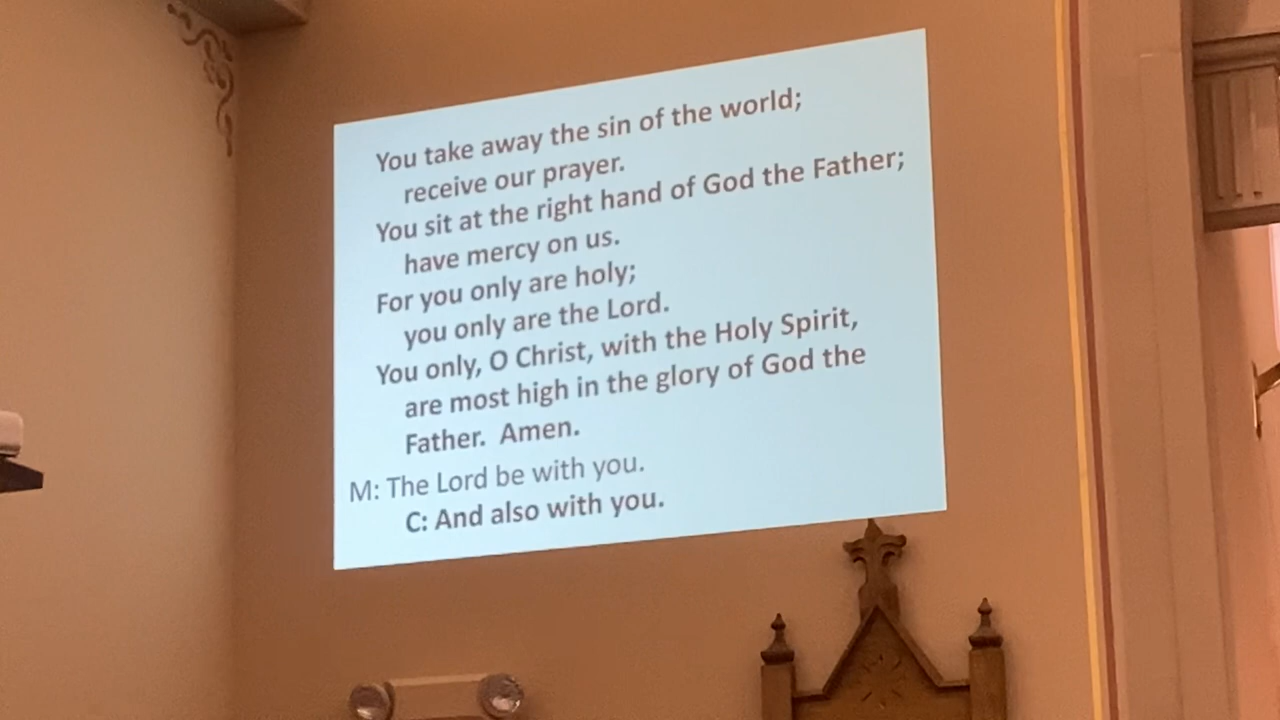 You take away the sin of the world;
receive our prayer.
You sit at the right hand of God the Father;
have mercy on us.
For you only are holy;
you only are the Lord.
You only, O Christ, with the Holy Spirit,
are most high in the glory of God the
Father. Amen.
M: The Lord be with you.
C: And also with you.